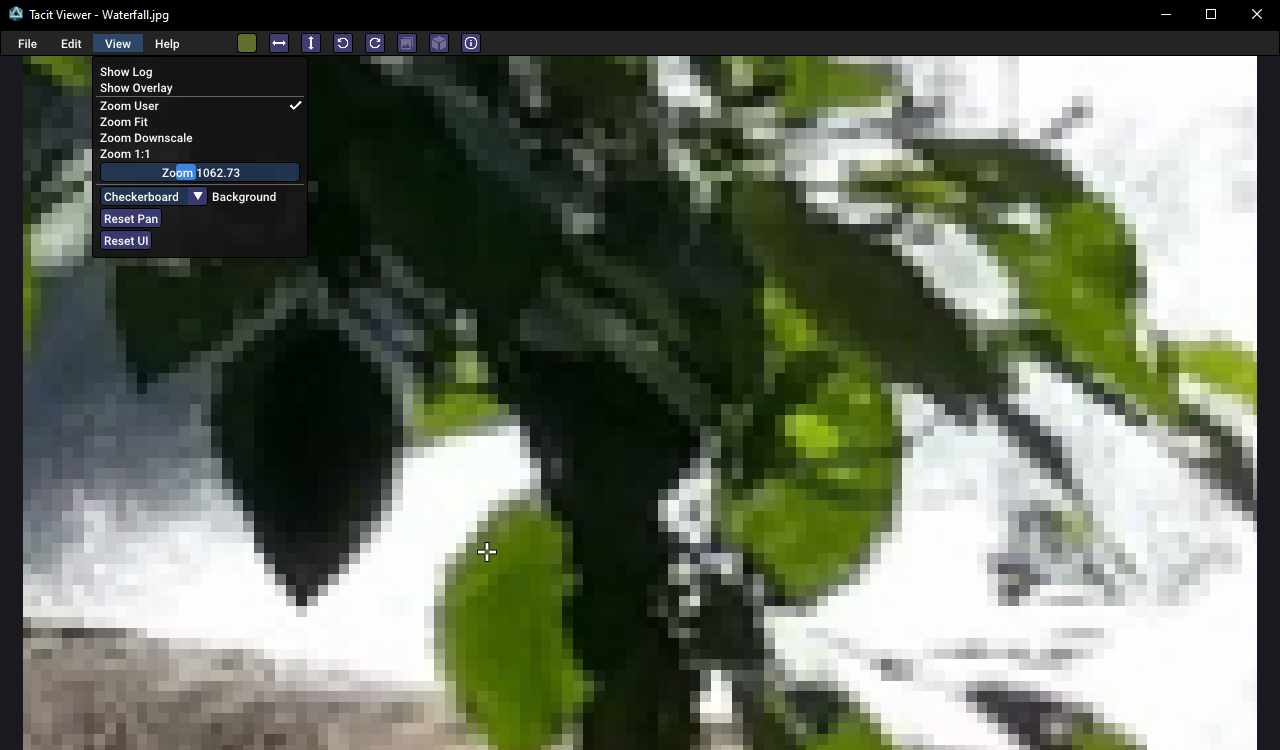 Tacit Viewer - Waterfall.jpg
File Edit View Help
Show Log
Show Overlay
Zoom User
Zoom Fit
Zoom Downscale
Zoom 1:1
Zoom 1062.73
Checkerboard Background
Reset Pan
Reset UI